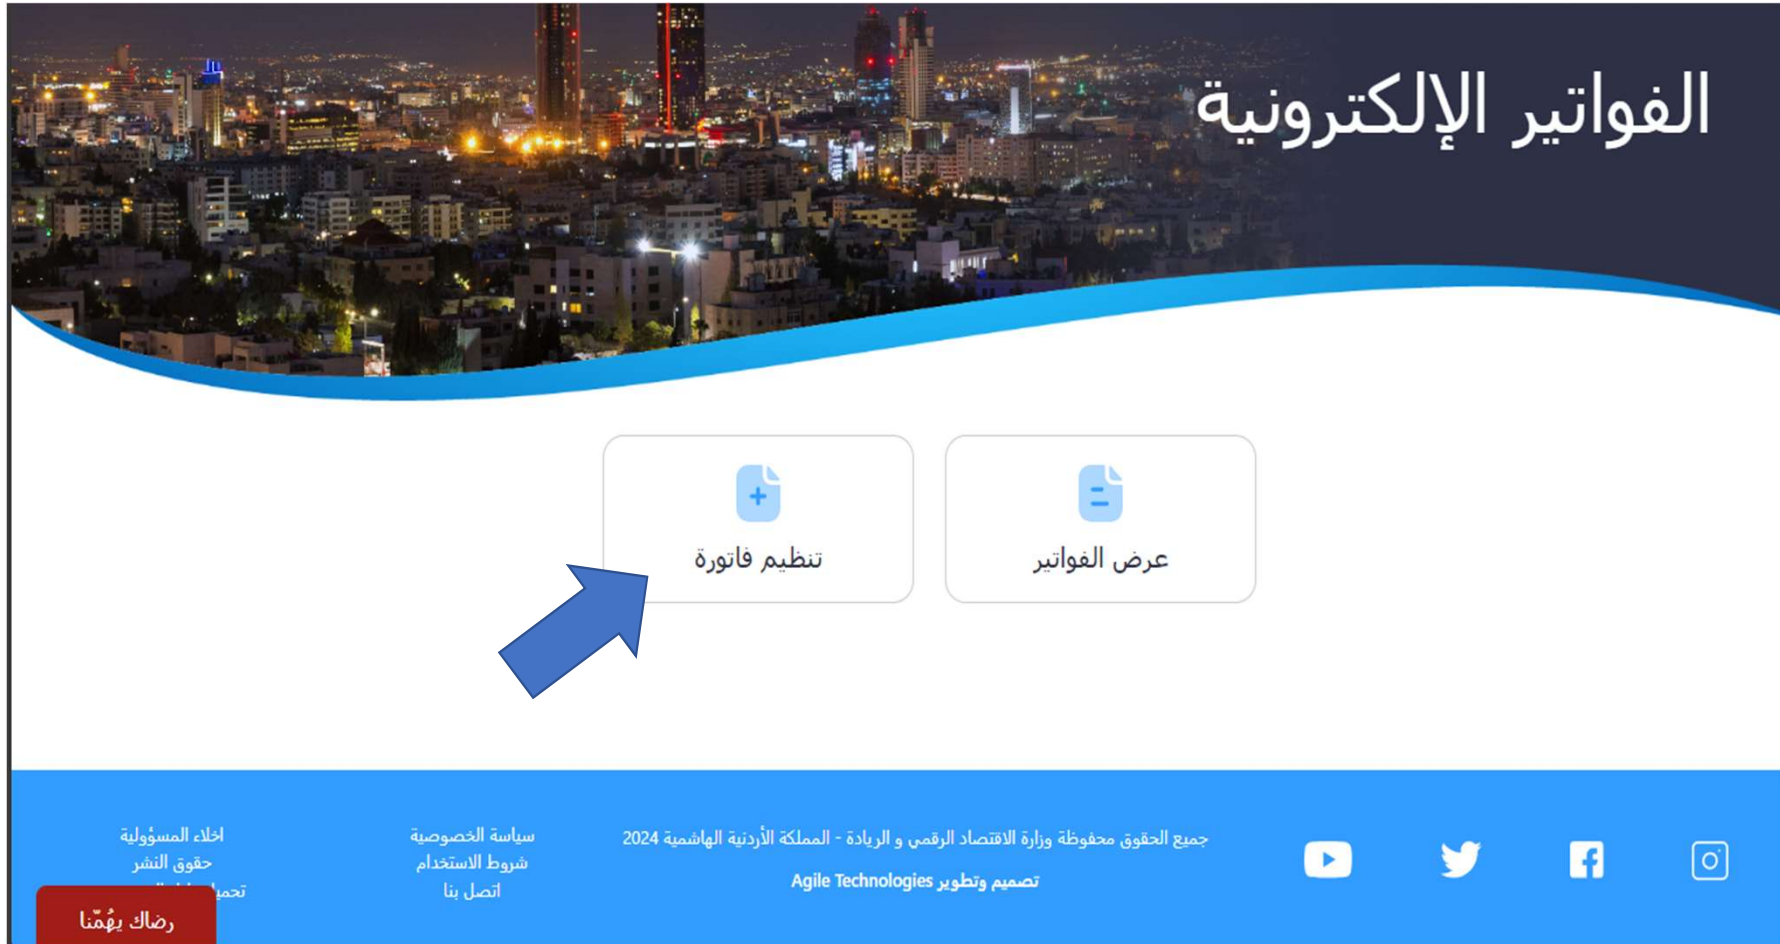 الفواتير الإلكترونية
عرض الفواتير
تنظيم فاتورة
جميع الحقوق محفوظة وزارة الاقتصاد الرقمي و الريادة - المملكة الأردنية الهاشمية 2024
تصميم وتطوير Agile Technologies
سياسة الخصوصية
شروط الاستخدام
اتصل بنا
اخلاء المسؤولية
حقوق النشر
رضاك يهُمّنا